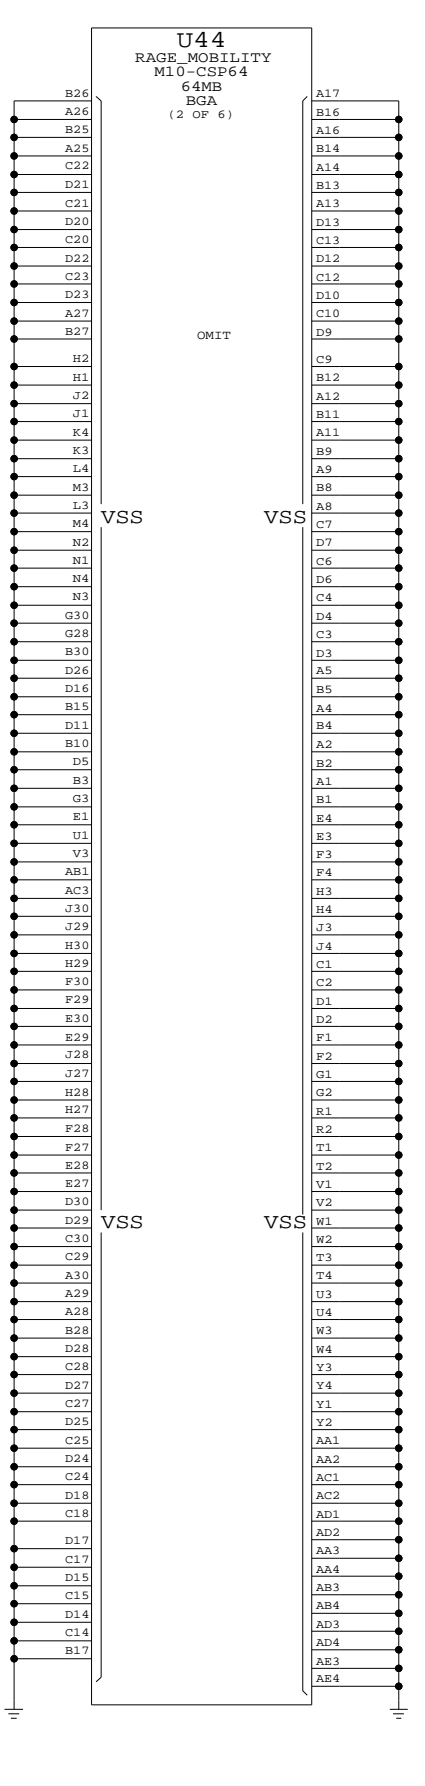 U44
RAGE_MOBILITY
M10-CSP64
64MB
BGA
(2 OF 6)
OMIT
B26
A26
B25
A25
C22
D21
C21
D20
C20
D22
C23
D23
A27
B27
H2
H1
J2
J1
K4
K3
L4
M3
L3
M4
N2
N1
N4
N3
G30
G28
B30
D26
D16
B15
D11
B10
D5
B3
G3
E1
U1
V3
AB1
AC3
J30
J29
H30
H29
F30
F29
E30
E29
J28
J27
H28
H27
F28
F27
E28
E27
D30
D29
C30
C29
A30
A29
A28
B28
D28
C28
D27
C27
D25
C25
D24
C24
D18
C18
D17
C17
D15
C15
D14
C14
B17
VSS
VSS
VSS
VSS
A17
B16
A16
B14
A14
B13
A13
D13
C13
D12
C12
D10
C10
D9
C9
B12
A12
B11
A11
B9
A9
B8
A8
C7
D7
C6
D6
C4
D4
C3
D3
A5
B5
A4
B4
A2
B2
A1
B1
E4
E3
F3
F4
H3
H4
J3
J4
C1
C2
D1
D2
F1
F2
G1
G2
R1
R2
T1
T2
V1
V2
W1
W2
T3
T4
U3
U4
W3
W4
Y3
Y4
Y1
Y2
AA1
AA2
AC1
AC2
AD1
AD2
AA3
AA4
AB3
AB4
AD3
AD4
AE3
AE4